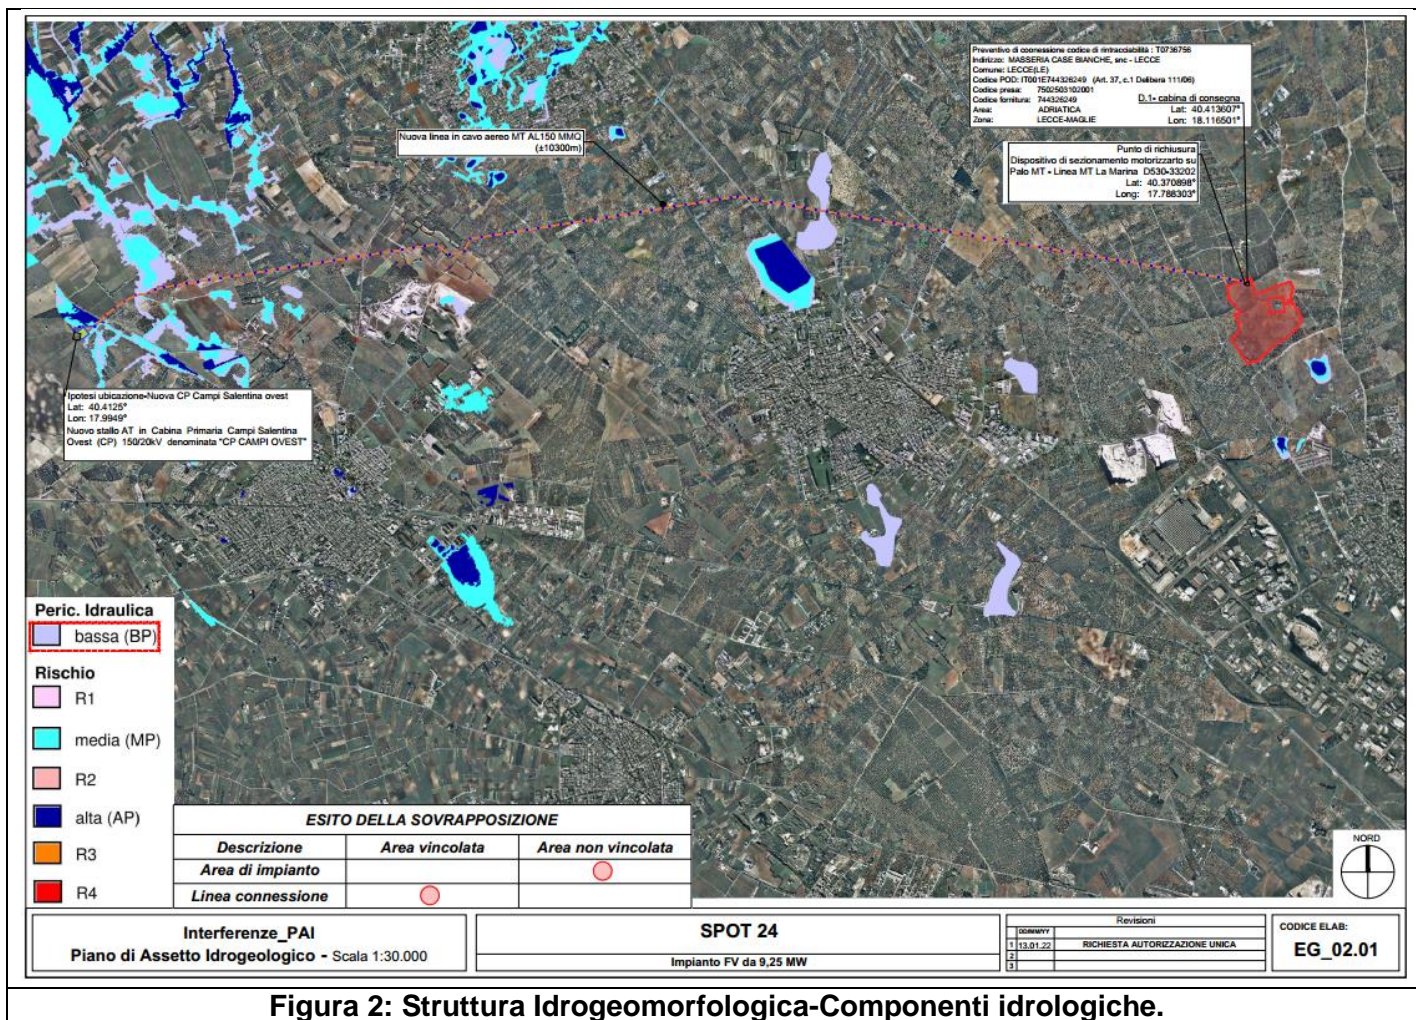 Preventivo di coonessione codice di rintracciabilità : T0736756
Indirizzo: MASSERIA CASE BIANCHE, snc - LECCE
Comune: LECCE(LE)
Codice POD: IT001E744326249 (Art. 37, c.1 Delibera 111/06)
Codice presa: 7502503102001
Codice fornitura: 744326249
Area: ADRIATICA
Zona: LECCE-MAGLIE
D.1- cabina di consegna
Lat: 40.413607°
Lon: 18.116501°
Nuova linea in cavo aereo MT AL150 MMQ
(±10300m)
Punto di richiusura
Dispositivo di sezionamento motorizzarto su
Palo MT - Linea MT La Marina D530-33202
Lat: 40.370898°
Long: 17.788303°
Ipotesi ubicazione-Nuova CP Campi Salentina ovest
Lat: 40.4125°
Lon: 17.9949°
Nuovo stallo AT in Cabina Primaria Campi Salentina
Ovest (CP) 150/20kV denominata "CP CAMPI OVEST"
Peric. Idraulica
bassa (BP)
Rischio
R1
media (MP)
R2
alta (AP)
R3
R4
ESITO DELLA SOVRAPPOSIZIONE
Descrizione Area vincolata Area non vincolata
Area di impianto
Linea connessione
NORD
Interferenze_PAI
Piano di Assetto Idrogeologico - Scala 1:30.000
SPOT 24
Impianto FV da 9,25 MW
Revisioni
DD/MM/YY
1 13.01.22 RICHIESTA AUTORIZZAZIONE UNICA
2
3
CODICE ELAB:
EG_02.01
Figura 2: Struttura Idrogeomorfologica-Componenti idrologiche.